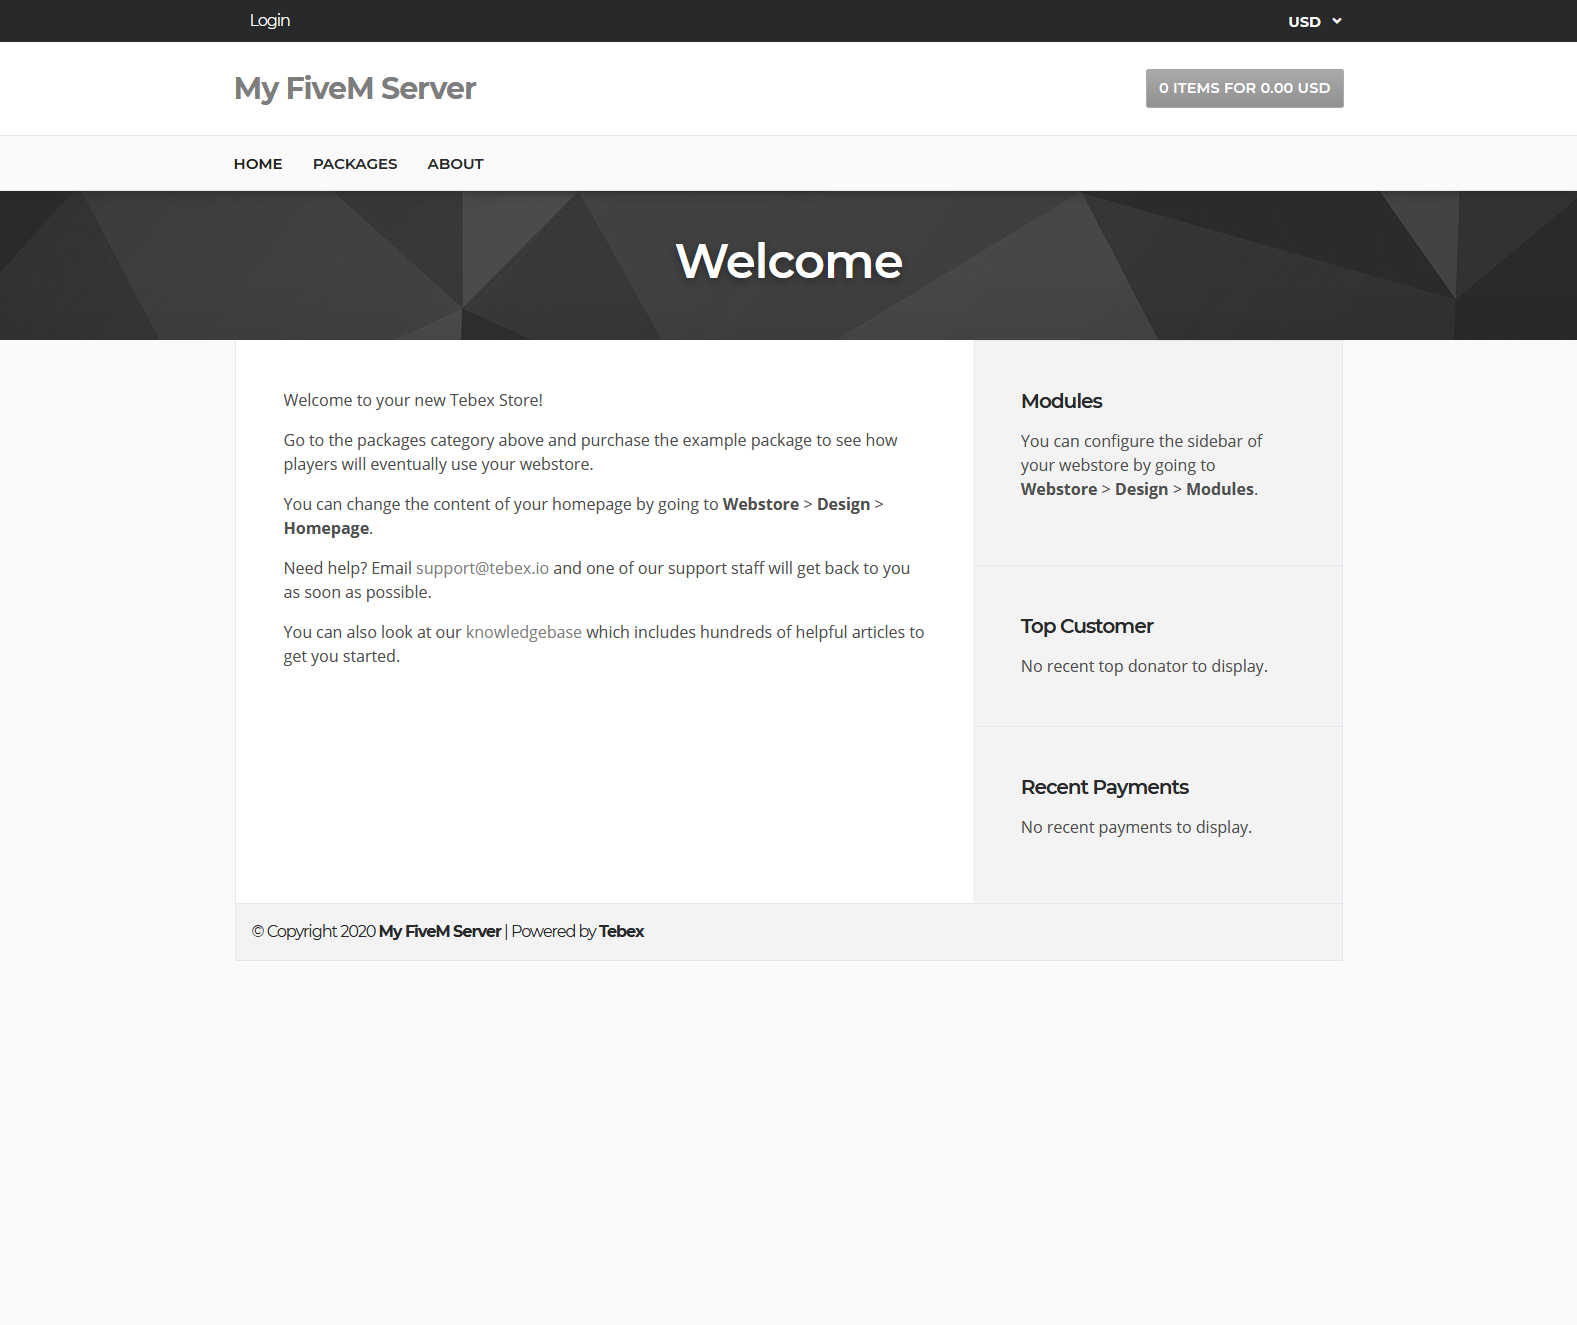 Login
USD
My FiveM Server
0 ITEMS FOR 0.00 USD
HOME PACKAGES ABOUT
Welcome
Welcome to your new Tebex Store!
Go to the packages category above and purchase the example package to see how
players will eventually use your webstore.
You can change the content of your homepage by going to Webstore > Design >
Homepage.
Need help? Email support@tebex.io and one of our support staff will get back to you
as soon as possible.
You can also look at our knowledgebase which includes hundreds of helpful articles to
get you started.
Modules
You can configure the sidebar of
your webstore by going to
Webstore > Design > Modules.
Top Customer
No recent top donator to display.
Recent Payments
No recent payments to display.
© Copyright 2020 My FiveM Server | Powered by Tebex